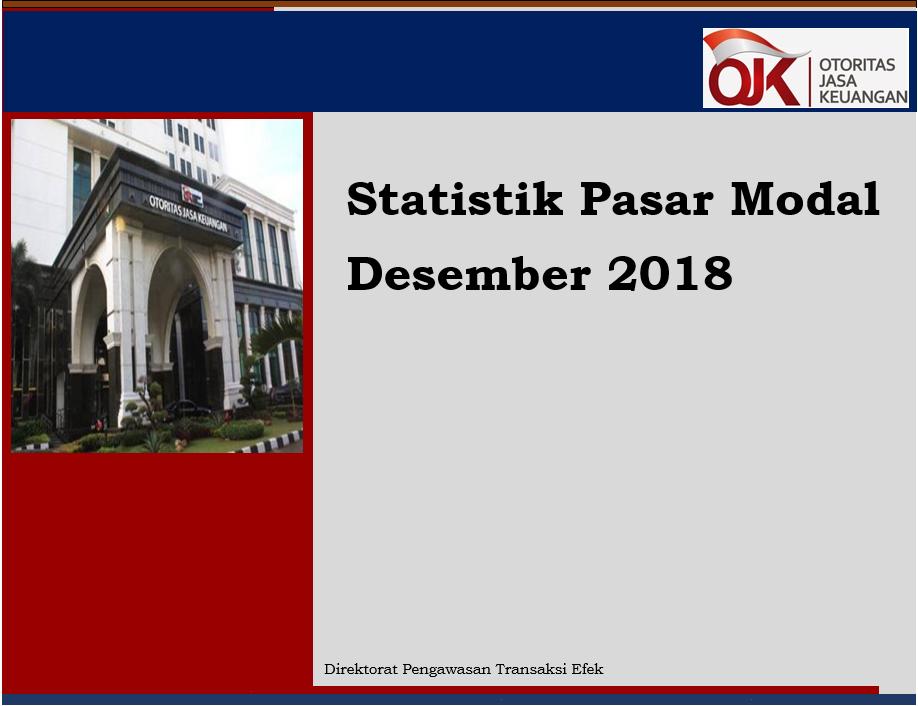 OJK
OTORITAS
JASA
KEUANGAN
OTORITAS JASA KEUANGAN
Statistik Pasar Modal
Desember 2018
Direktorat Pengawasan Transaksi Efek